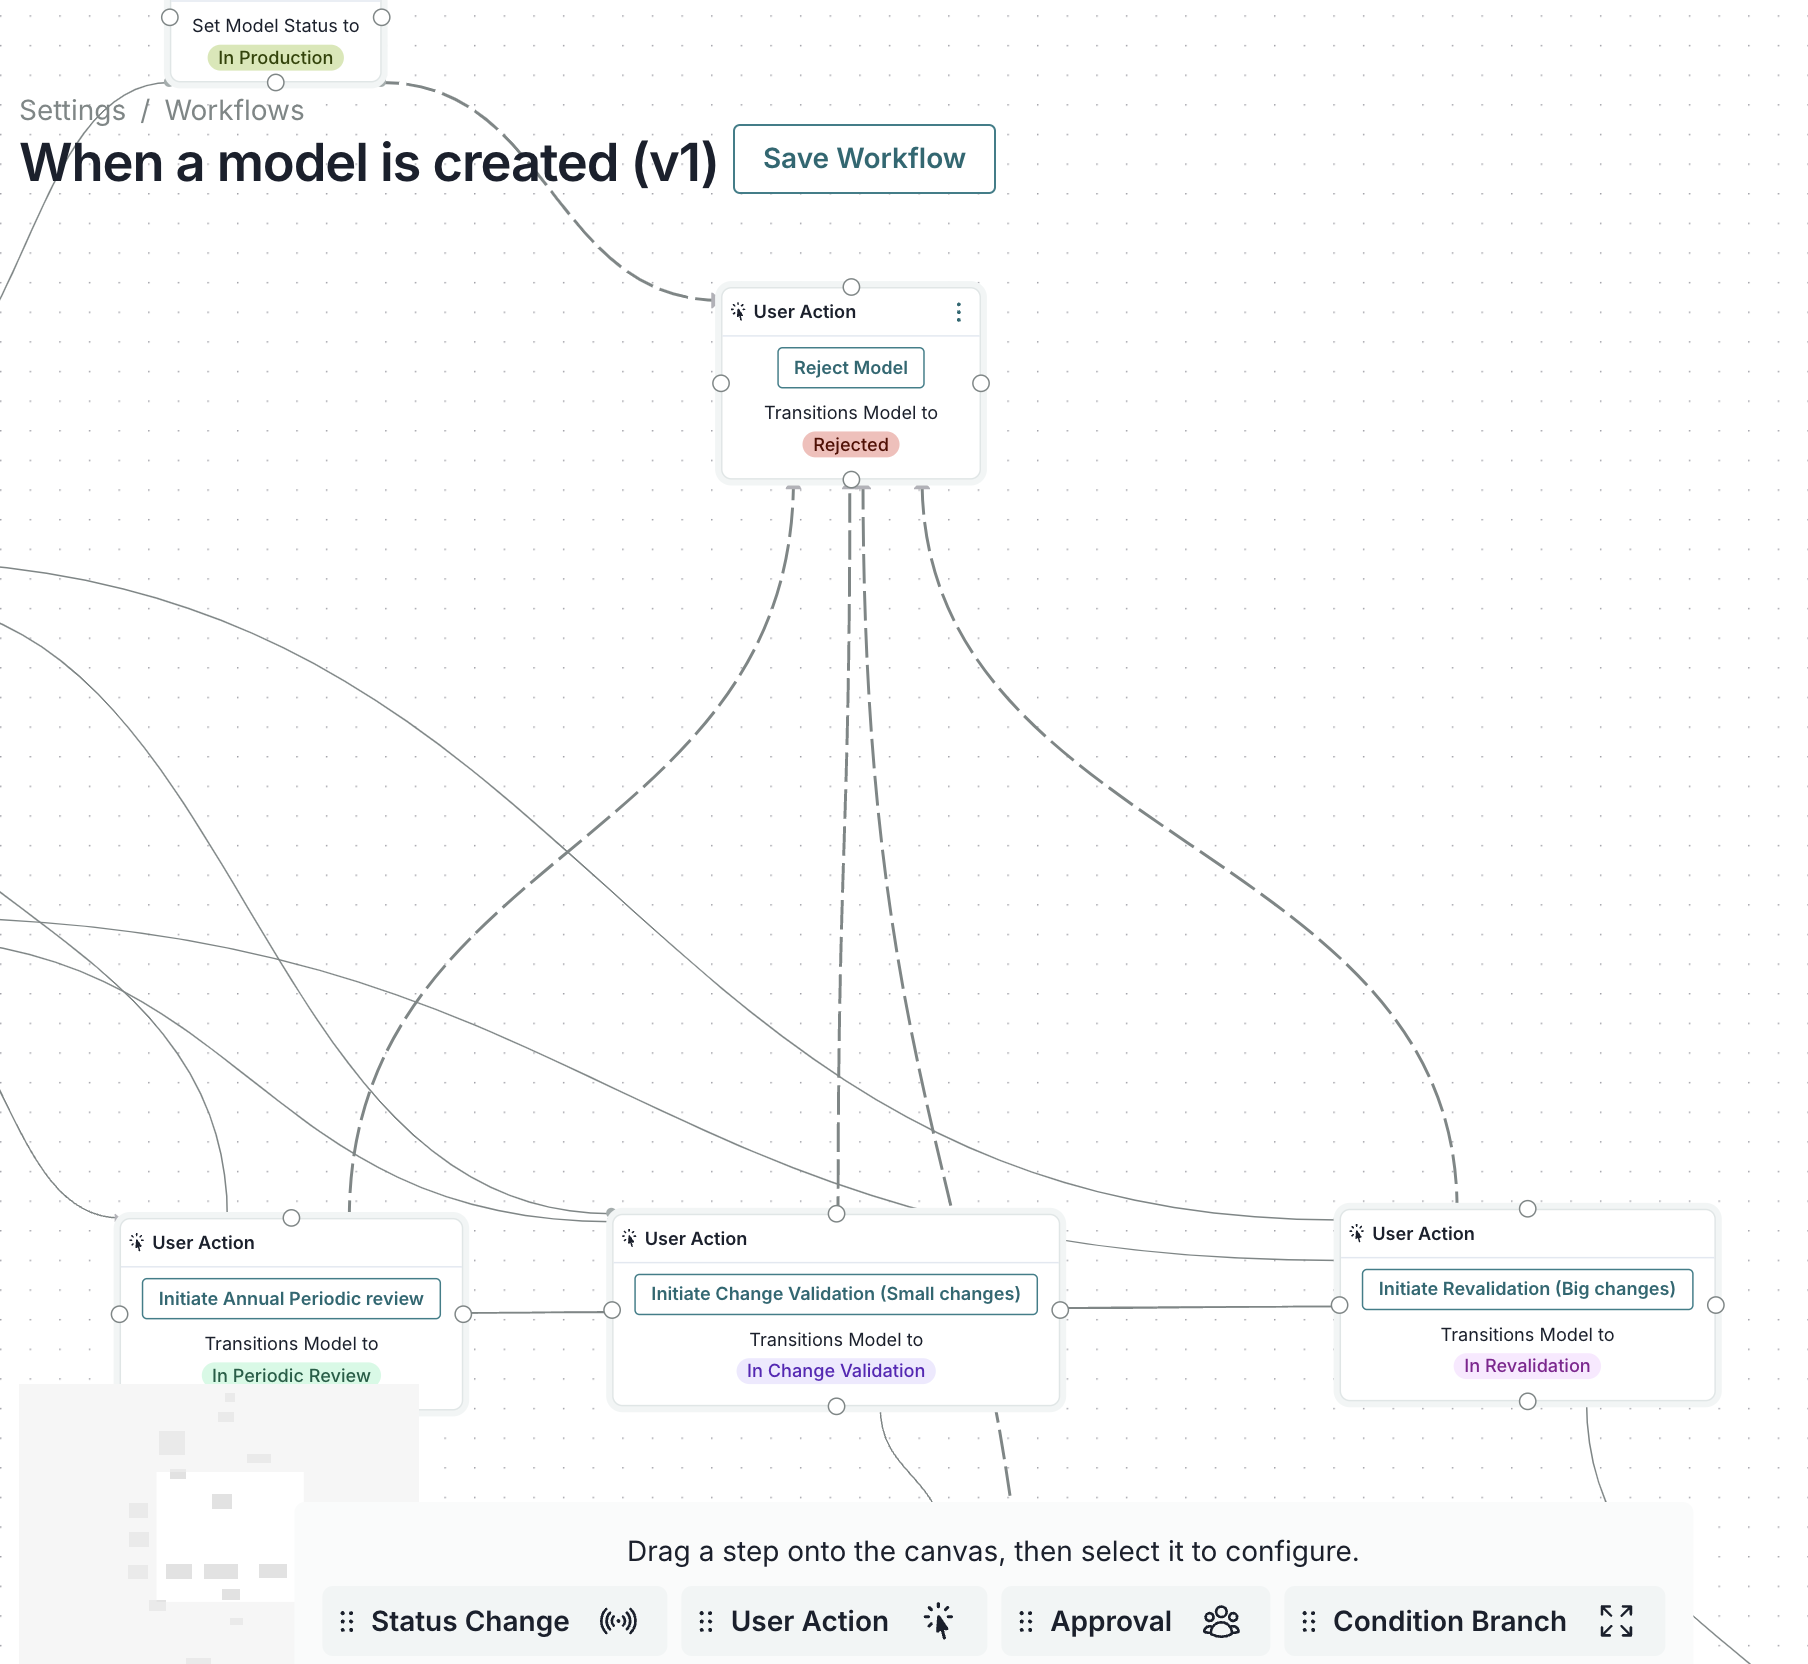 Set Model Status to
In Production
Settings / Workflows
When a model is created (v1)
Save Workflow
User Action
Reject Model
Transitions Model to
Rejected
User Action
Initiate Annual Periodic review
Transitions Model to
In Periodic Review
User Action
Initiate Change Validation (Small changes)
Transitions Model to
In Change Validation
User Action
Initiate Revalidation (Big changes)
Transitions Model to
In Revalidation
Drag a step onto the canvas, then select it to configure.
Status Change
User Action
Approval
Condition Branch